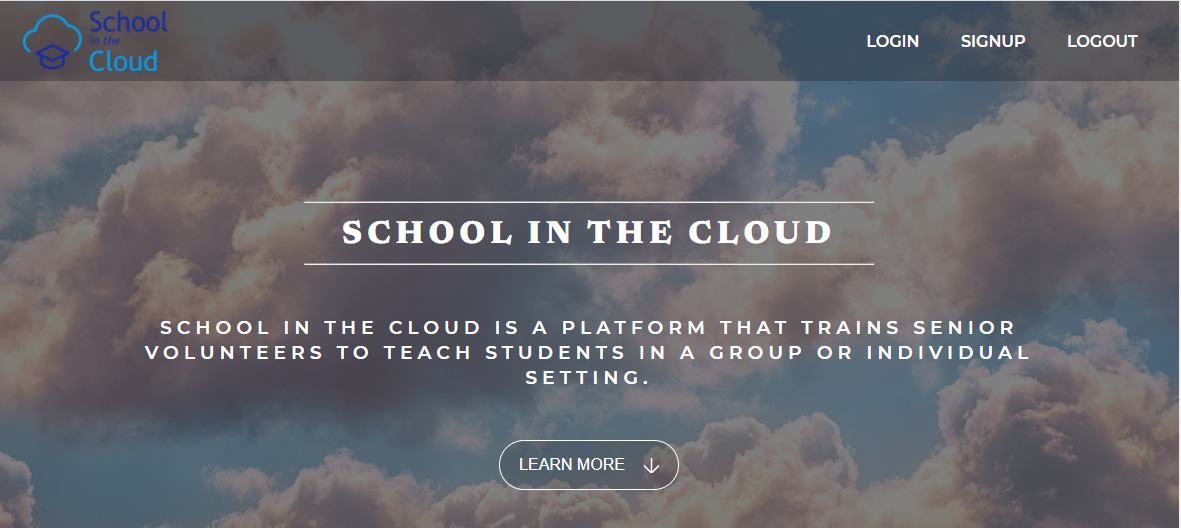 School
in the
Cloud
LOGIN SIGNUP LOGOUT
SCHOOL IN THE CLOUD
SCHOOL IN THE CLOUD IS A PLATFORM THAT TRAINS SENIOR
VOLUNTEERS TO TEACH STUDENTS IN A GROUP OR INDIVIDUAL
SETTING.
LEARN MORE